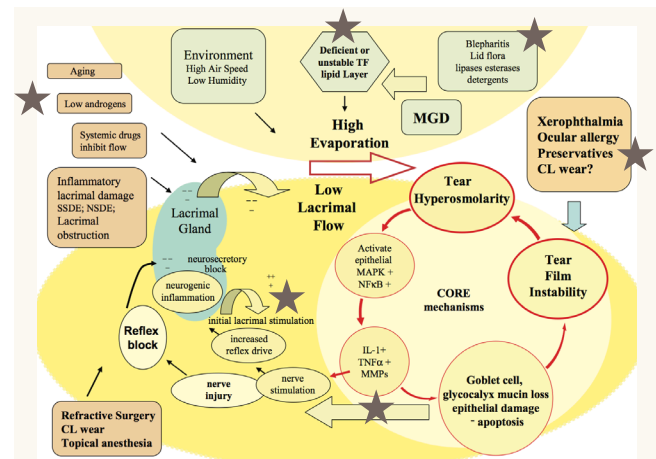 Aging
Low androgens
Systemic drugs
inhibit flow
Inflammatory
lacrimal damage
SSDE; NSDE;
Lacrimal
obstruction
Environment
High Air Speed
Low Humidity
Deficient or
unstable TF
lipid Layer
Blepharitis
Lid flora
lipases esterases
detergents
MGD
High
Evaporation
Xerophthalmia
Ocular allergy
Preservatives
CL wear?
Low
Lacrimal
Flow
Tear
Hyperosmolarity
Lacrimal
Gland
-- --
-- --
-- --
neurosecretory
block
neurogenic
inflammation
++
+
initial lacrimal stimulation
Activate
epithelial
MAPK +
NFκB +
CORE
mechanisms
Tear
Film
Instability
Reflex
block
increased
reflex drive
IL-1+
TNFα +
MMPs
nerve
injury
nerve
stimulation
Goblet cell,
glycocalyx mucin loss
epithelial damage
- apoptosis
Refractive Surgery
CL wear
Topical anesthesia